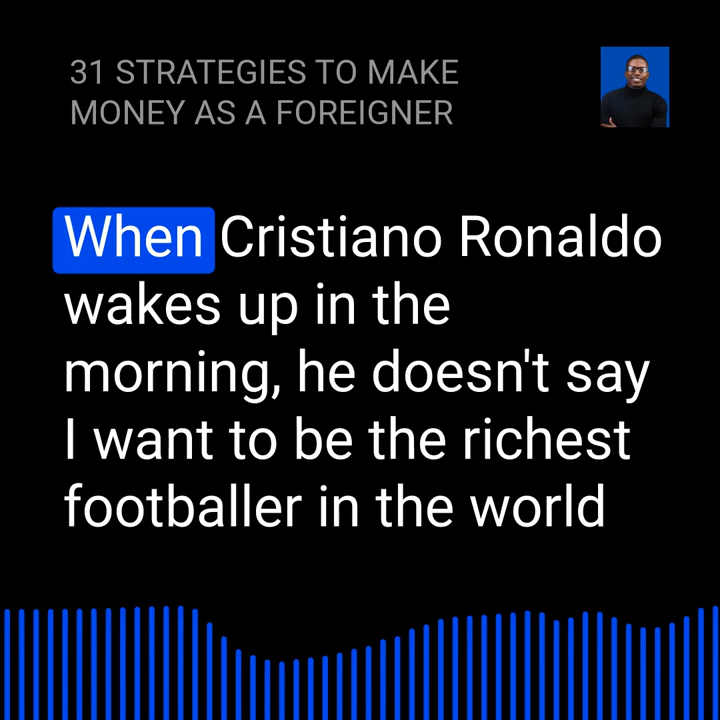 31 STRATEGIES TO MAKE
MONEY AS A FOREIGNER
When Cristiano Ronaldo
wakes up in the
morning, he doesn't say
I want to be the richest
footballer in the world